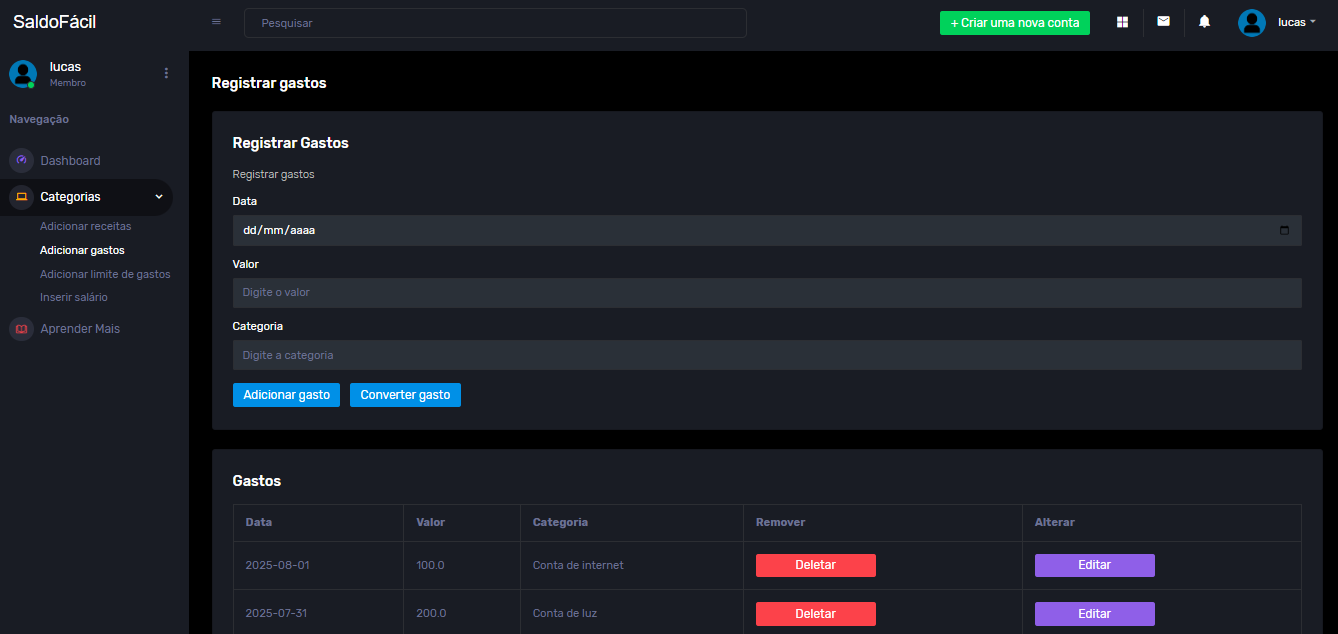 SaldoFácil
Pesquisar
+ Criar uma nova conta
lucas
lucas
Membro
Navegação
Dashboard
Categorias
Adicionar receitas
Adicionar gastos
Adicionar limite de gastos
Inserir salário
Aprender Mais
Registrar gastos
Registrar Gastos
Registrar gastos
Data
dd/mm/aaaa
Valor
Digite o valor
Categoria
Digite a categoria
Adicionar gasto Converter gasto
Gastos
Data Valor Categoria Remover Alterar
2025-08-01 100.0 Conta de internet Deletar Editar
2025-07-31 200.0 Conta de luz Deletar Editar